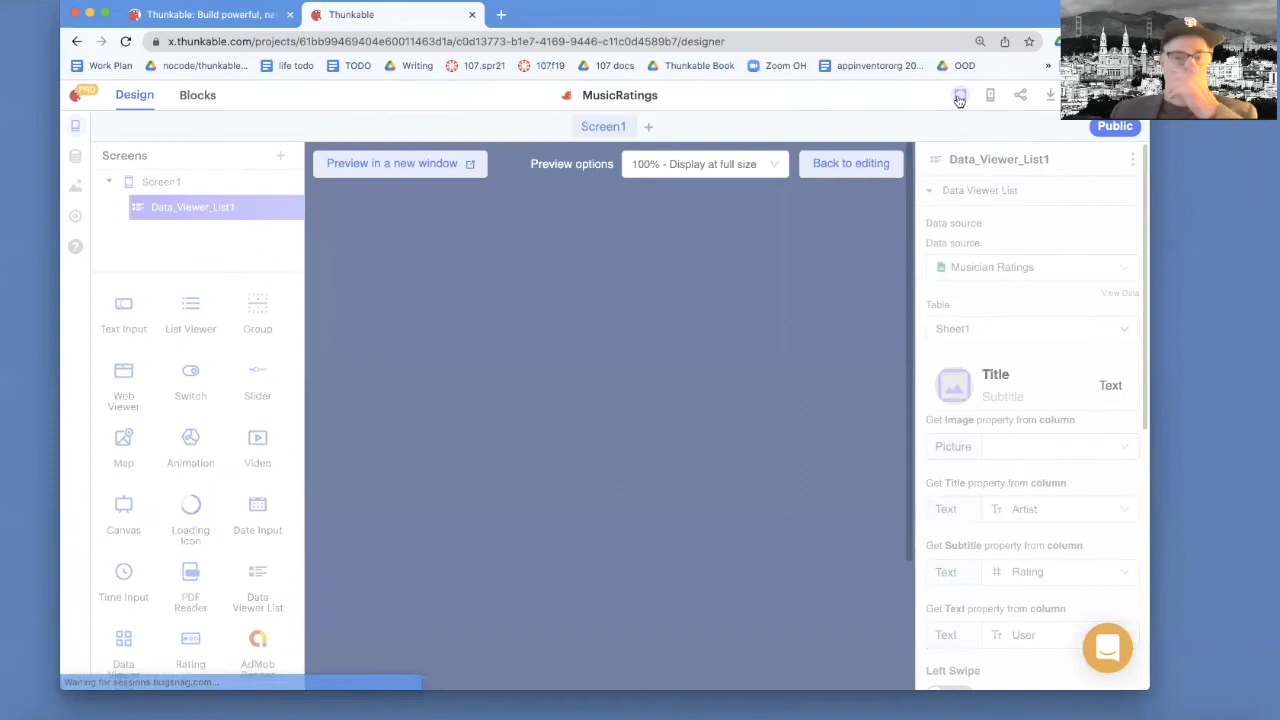 Thunkable: Build powerful, na
Thunkable
x.thunkable.com/projects/61bb99469404e60f11463d1a/c9d13773-b1e7-4169-9446-c11c0d4589b7/designer
Work Plan
nocode/thunkable...
life todo
TODO
Writing
107.spr21
107f19
107 docs
Thunkable Book
Zoom OH
appinventororg 20...
OOD
»
PRO
Design
Blocks
MusicRatings
Screen1
Public
Screens
Screen1
Data_Viewer_List1
Preview in a new window
Preview options
100% - Display at full size
Back to editing
Text Input
List Viewer
Group
Web Viewer
Switch
Slider
Map
Animation
Video
Canvas
Loading Icon
Date Input
Time Input
PDF Reader
Data Viewer List
Data
Rating
AdMob
Waiting for sessions bugsnag.com...
Data_Viewer_List1
Data Viewer List
Data source
Data source
Musician Ratings
View Data
Table
Sheet1
Title
Subtitle
Text
Get Image property from column
Picture
Get Title property from column
Text
Tт Artist
Get Subtitle property from column
Text
# Rating
Get Text property from column
Text
Tт User
Left Swipe